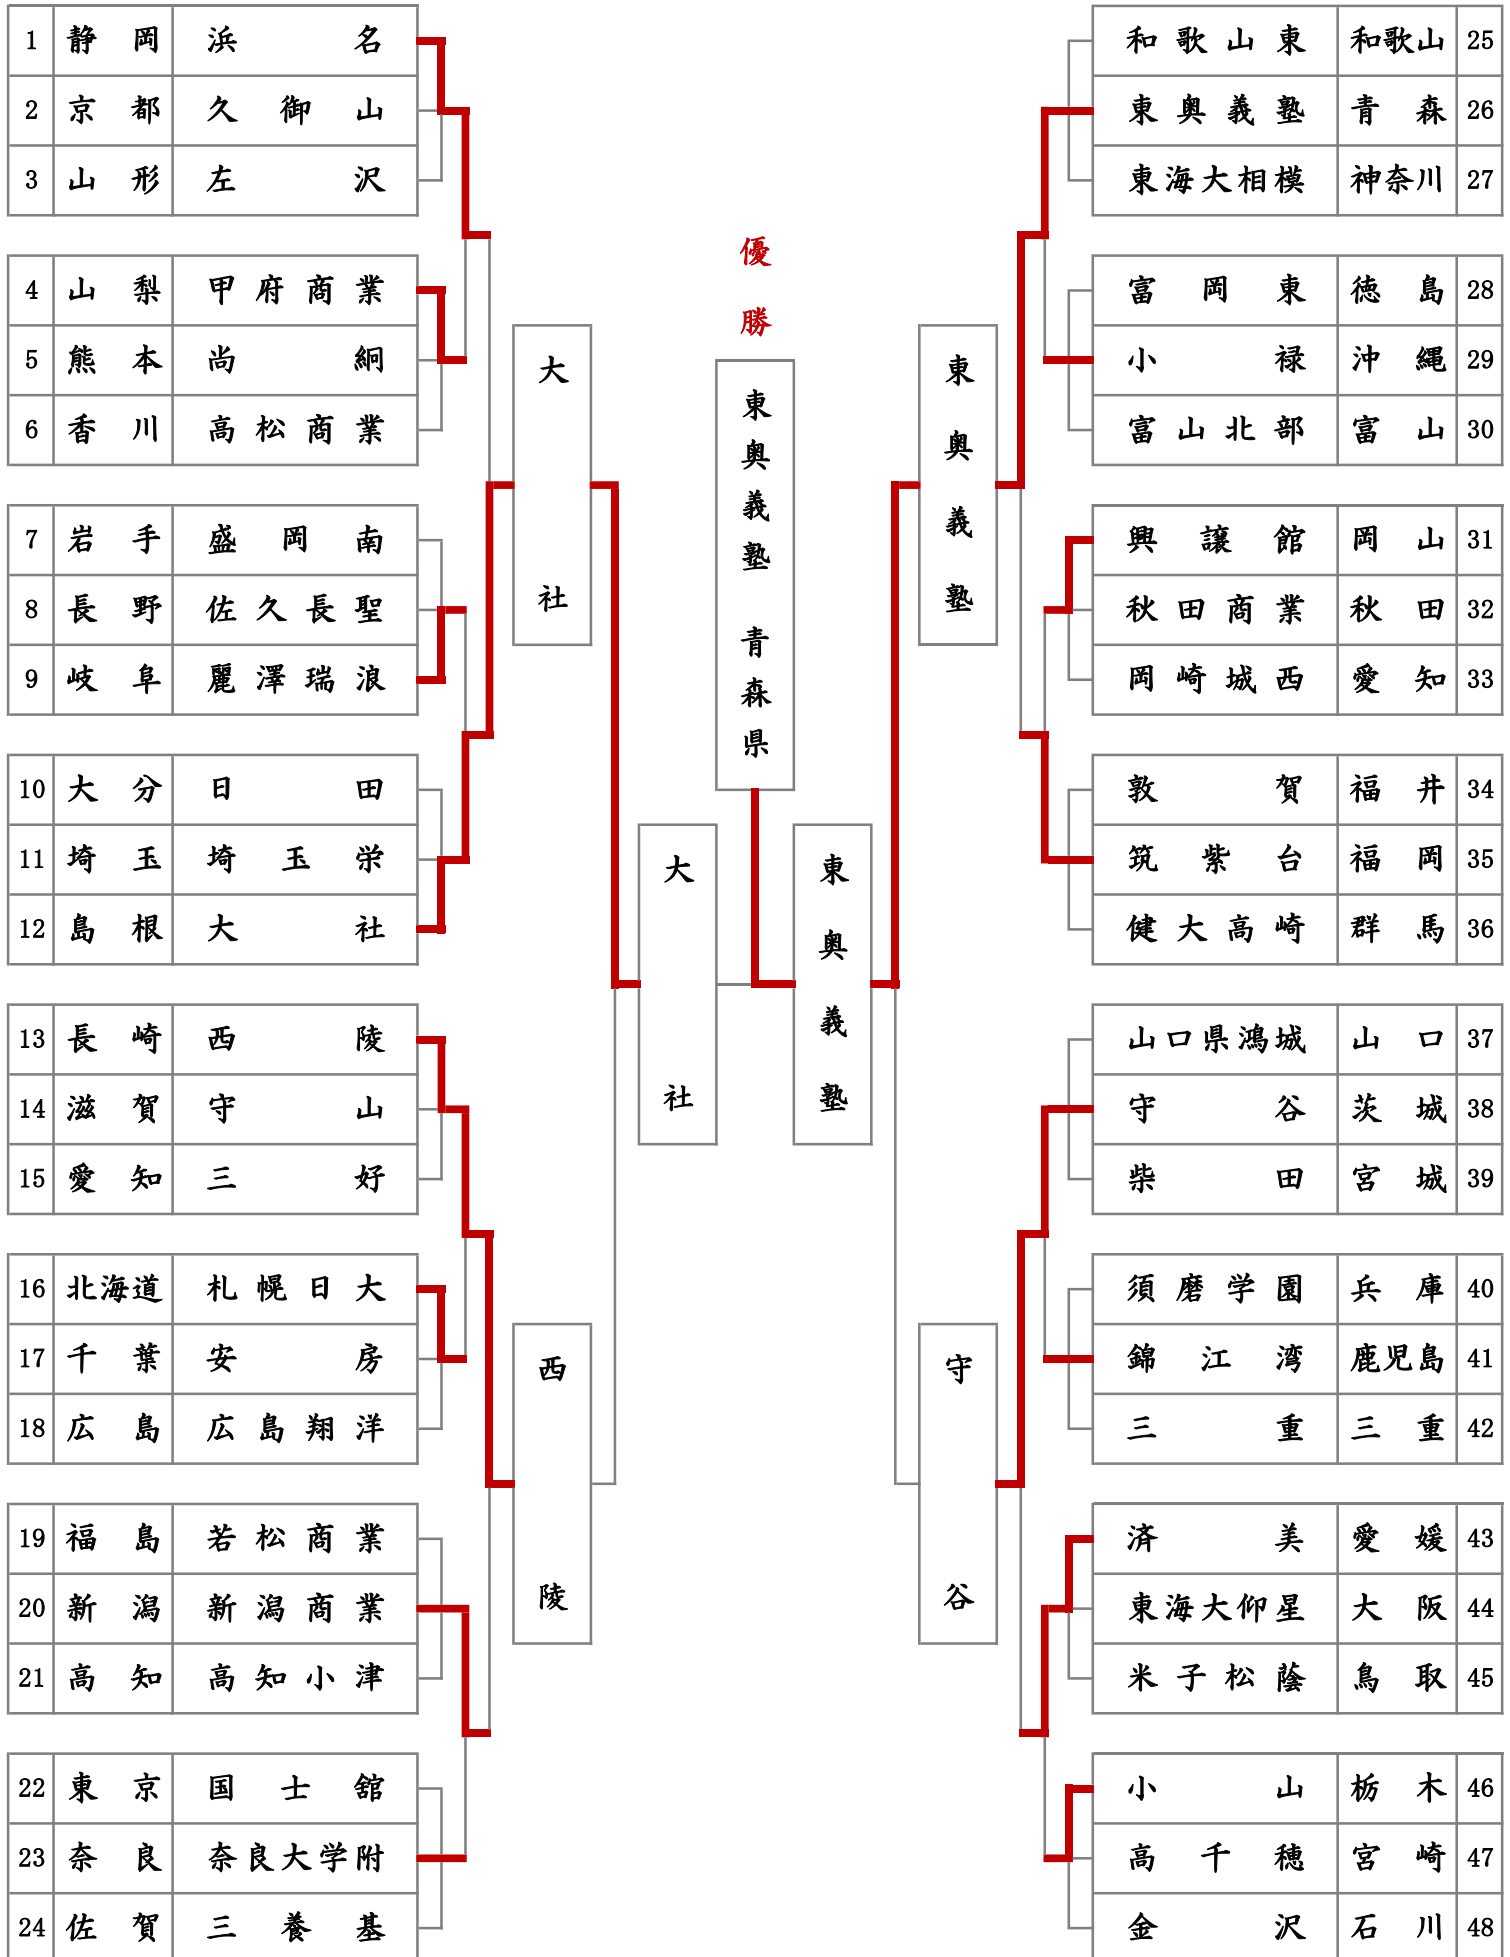 1 静岡 浜名
2 京都 久御山
3 山形 左沢
4 山梨 甲府商業
5 熊本 尚絅
6 香川 高松商業
7 岩手 盛岡南
8 長野 佐久長聖
9 岐阜 麗澤瑞浪
10 大分 日田
11 埼玉 埼玉栄
12 島根 大社
13 長崎 西陵
14 滋賀 守山
15 愛知 三好
16 北海道 札幌日大
17 千葉 安房
18 広島 広島翔洋
19 福島 若松商業
20 新潟 新潟商業
21 高知 高知小津
22 東京 国士舘
23 奈良 奈良大学附
24 佐賀 三養基
大社
西陵
大社
優勝
東奥義塾 青森県
東奥義塾
東奥義塾
守谷
和歌山東 和歌山 25
東奥義塾 青森 26
東海大相模 神奈川 27
富岡東 徳島 28
小禄 沖縄 29
富山北部 富山 30
興譲館 岡山 31
秋田商業 秋田 32
岡崎城西 愛知 33
敦賀 福井 34
筑紫台 福岡 35
健大高崎 群馬 36
山口県鴻城 山口 37
守谷 茨城 38
柴田 宮城 39
須磨学園 兵庫 40
錦江湾 鹿児島 41
三重 三重 42
済美 愛媛 43
東海大仰星 大阪 44
米子松蔭 鳥取 45
小山 栃木 46
高千穂 宮崎 47
金沢 石川 48